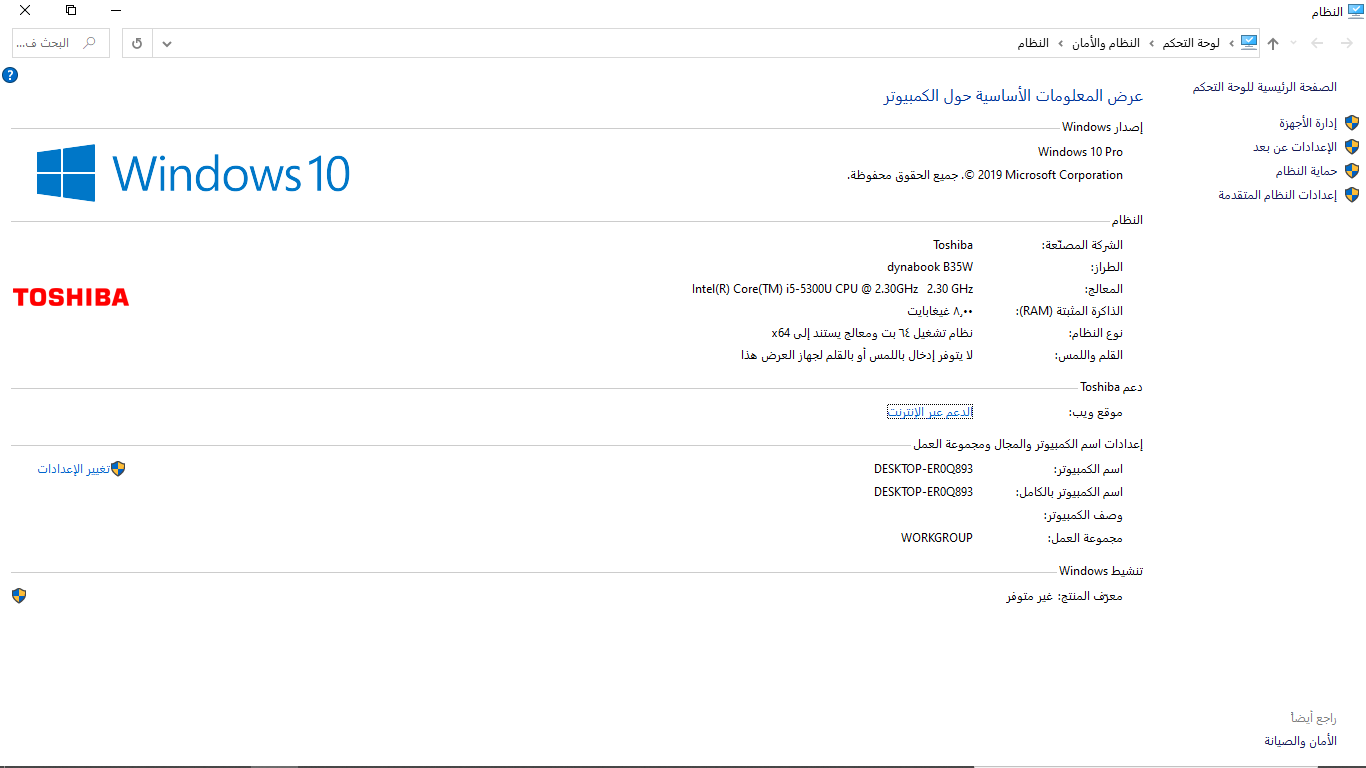 النظام
لوحة التحكم ‹ النظام والأمان ‹ النظام
البحث ف...
الصفحة الرئيسية للوحة التحكم
إدارة الأجهزة
الإعدادات عن بعد
حماية النظام
إعدادات النظام المتقدمة
عرض المعلومات الأساسية حول الكمبيوتر
إصدار Windows
Windows 10 Pro
© 2019 Microsoft Corporation. جميع الحقوق محفوظة.
Windows 10
النظام
الشركة المصنّعة: Toshiba
الطراز: dynabook B35W
المعالج: Intel(R) Core(TM) i5-5300U CPU @ 2.30GHz 2.30 GHz
الذاكرة المثبتة (RAM): ٨,٠٠ غيغابايت
نوع النظام: نظام تشغيل ٦٤ بت ومعالج يستند إلى x64
القلم واللمس: لا يتوفر إدخال باللمس أو بالقلم لجهاز العرض هذا
TOSHIBA
دعم Toshiba
موقع ويب: الدعم عبر الإنترنت
إعدادات اسم الكمبيوتر والمجال ومجموعة العمل
اسم الكمبيوتر: DESKTOP-ER0Q893
تغيير الإعدادات
اسم الكمبيوتر بالكامل: DESKTOP-ER0Q893
وصف الكمبيوتر:
مجموعة العمل: WORKGROUP
تنشيط Windows
معرّف المنتج: غير متوفر
راجع أيضاً
الأمان والصيانة